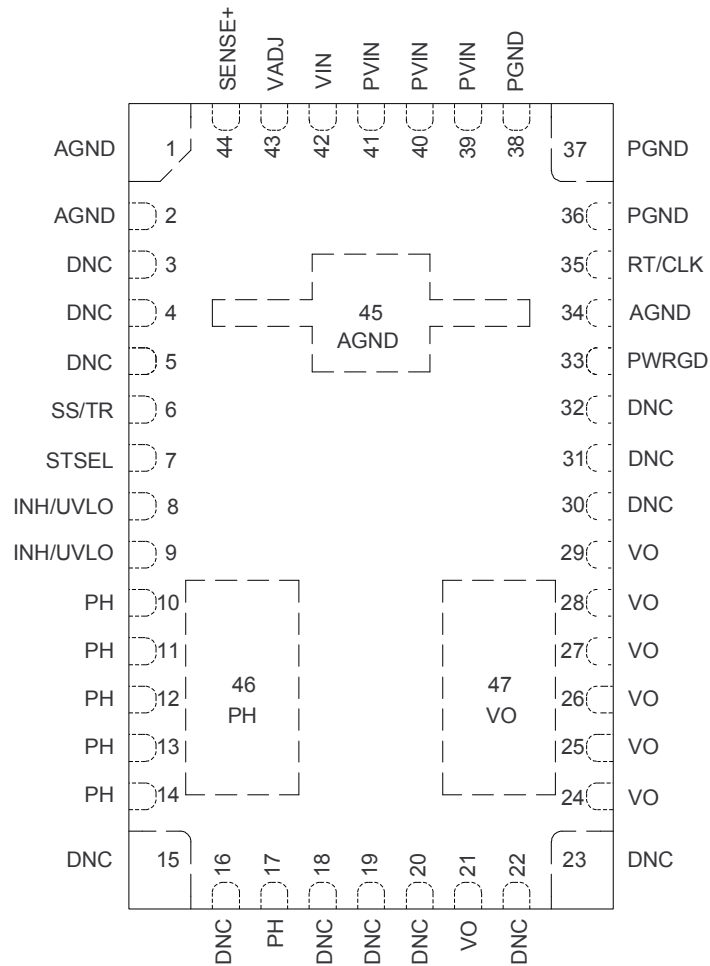 SENSE+
VADJ
VIN
PVIN
PVIN
PVIN
PGND
AGND 1 44 43 42 41 40 39 38 37 PGND
AGND 2 36 PGND
DNC 3 35 RT/CLK
DNC 4 45 34 AGND
AGND
DNC 5 33 PWRGD
SS/TR 6 32 DNC
STSEL 7 31 DNC
INH/UVLO 8 30 DNC
INH/UVLO 9 29 VO
PH 10 28 VO
PH 11 27 VO
46 47
PH 12 26 VO
PH VO
PH 13 25 VO
PH 14 24 VO
DNC 15 16 17 18 19 20 21 22 23 DNC
DNC
PH
DNC
DNC
DNC
VO
DNC